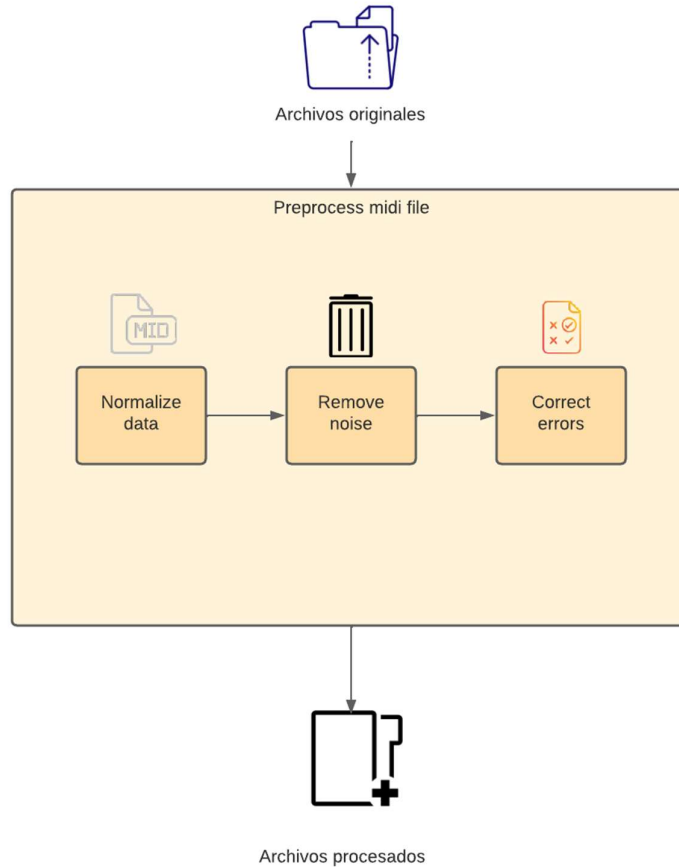 Archivos originales
Preprocess midi file
MID
Normalize
data
Remove
noise
Correct
errors
Archivos procesados